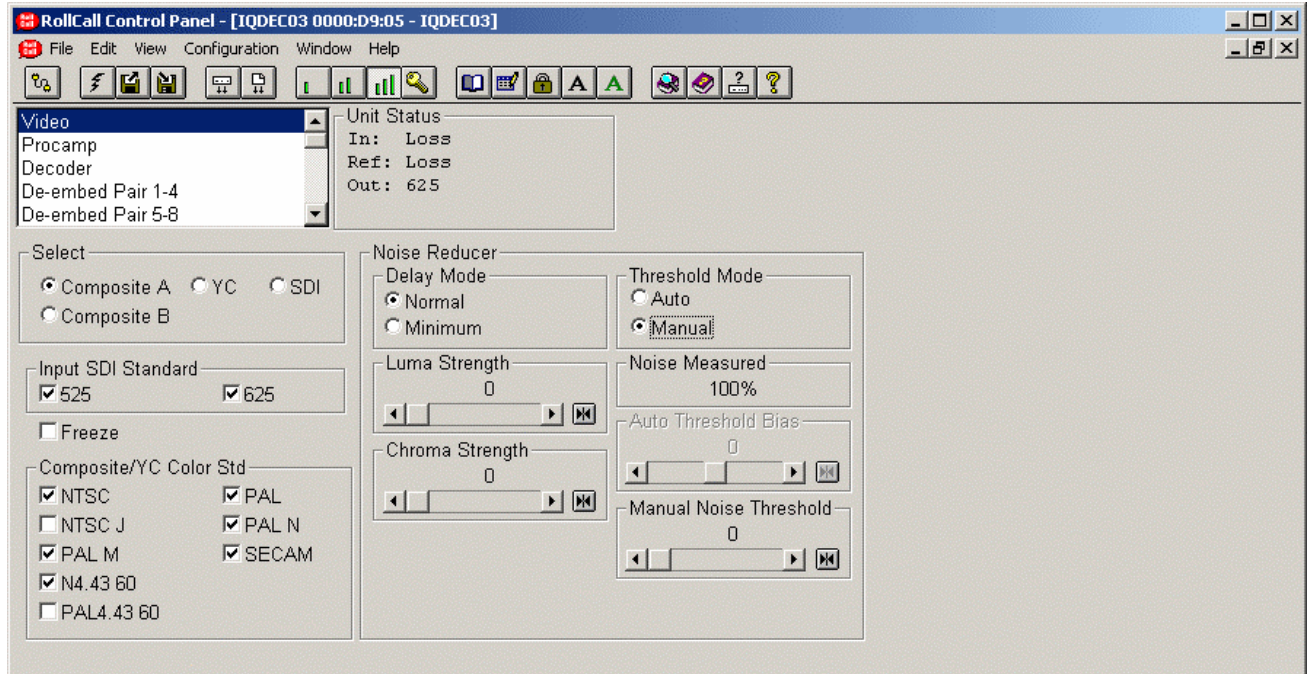 RollCall Control Panel - [IQDEC03 0000:D9:05 - IQDEC03]
File Edit View Configuration Window Help
Video
Procamp
Decoder
De-embed Pair 1-4
De-embed Pair 5-8
Unit Status
In: Loss
Ref: Loss
Out: 625
Select
Composite A YC SDI
Composite B
Input SDI Standard
525 625
Freeze
Composite/YC Color Std
NTSC PAL
NTSC J PAL N
PAL M SECAM
N4.43 60
PAL4.43 60
Noise Reducer
Delay Mode
Normal
Minimum
Luma Strength
0
Chroma Strength
0
Threshold Mode
Auto
Manual
Noise Measured
100%
Auto Threshold Bias
0
Manual Noise Threshold
0